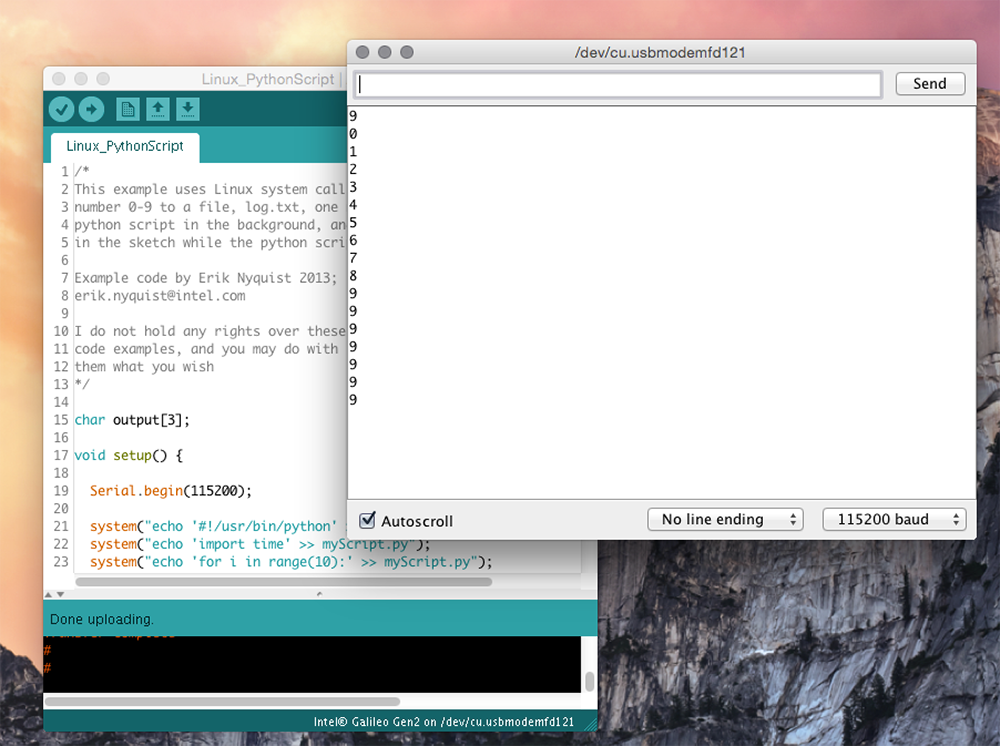 /dev/cu.usbmodemfd121
Send
9
0
1
2
3
4
5
6
7
8
9
9
9
9
9
9
9
Autoscroll
No line ending
115200 baud
Linux_PythonScript |
Linux_PythonScript
1 /*
2 This example uses Linux system call
3 number 0-9 to a file, log.txt, one
4 python script in the background, an
5 in the sketch while the python scri
6
7 Example code by Erik Nyquist 2013;
8 erik.nyquist@intel.com
9
10 I do not hold any rights over these
11 code examples, and you may do with
12 them what you wish
13 */
14
15 char output[3];
16
17 void setup() {
18
19 Serial.begin(115200);
20
21 system("echo '#!/usr/bin/python'
22 system("echo 'import time' >> myScript.py");
23 system("echo 'for i in range(10):' >> myScript.py");
Done uploading.
#
#
Intel® Galileo Gen2 on /dev/cu.usbmodemfd121